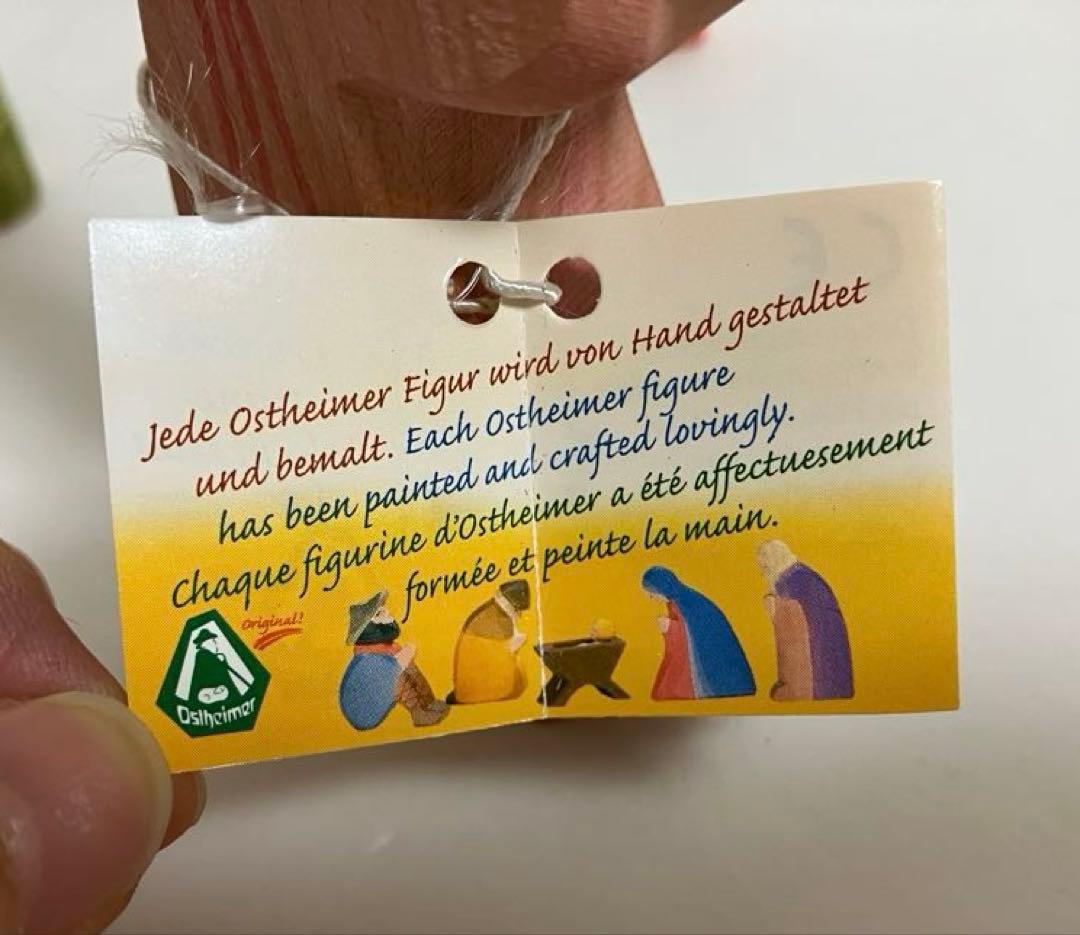 Jede Ostheimer Figur wird von Hand gestaltet
und bemalt. Each Ostheimer figure
has been painted and crafted lovingly.
Chaque figurine d'Ostheimer a été affectuesement
formée et peinte la main.
Original!
Ostheimer